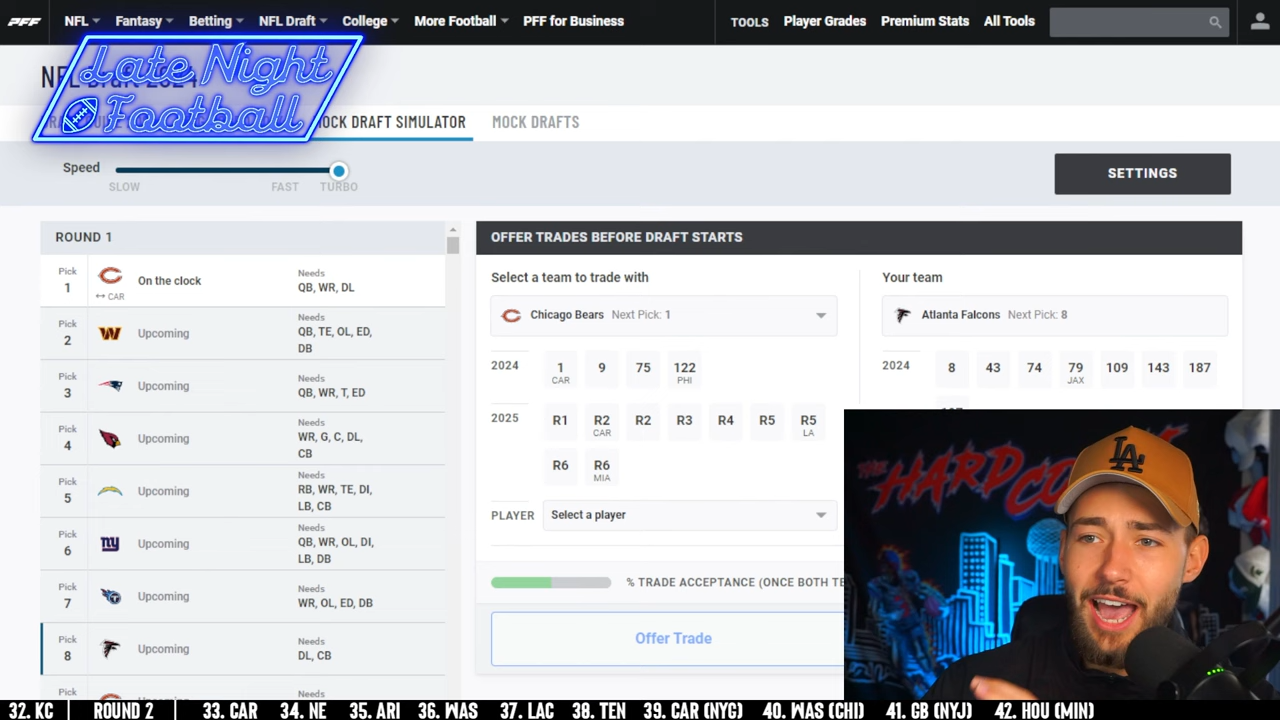 PFF NFL Fantasy Betting NFL Draft College More Football PFF for Business TOOLS Player Grades Premium Stats All Tools
Late Night
Football
MOCK DRAFT SIMULATOR MOCK DRAFTS
Speed
SLOW FAST TURBO
SETTINGS
ROUND 1
Pick 1 CAR On the clock Needs QB, WR, DL
Pick 2 Upcoming Needs QB, TE, OL, ED, DB
Pick 3 Upcoming Needs QB, WR, T, ED
Pick 4 Upcoming Needs WR, G, C, DL, CB
Pick 5 Upcoming Needs RB, WR, TE, DI, LB, CB
Pick 6 Upcoming Needs QB, WR, OL, DI, LB, DB
Pick 7 Upcoming Needs WR, OL, ED, DB
Pick 8 Upcoming Needs DL, CB
Pick Upcoming Needs
OFFER TRADES BEFORE DRAFT STARTS
Select a team to trade with
Chicago Bears Next Pick: 1
2024 1 CAR 9 75 122 PHI
2025 R1 R2 CAR R2 R3 R4 R5 R5 LA
R6 R6 MIA
PLAYER Select a player
% TRADE ACCEPTANCE (ONCE BOTH TE
Offer Trade
Your team
Atlanta Falcons Next Pick: 8
2024 8 43 74 79 JAX 109 143 187
THE HARDCO
LA
32. KC ROUND 2 33. CAR 34. NE 35. ARI 36. WAS 37. LAC 38. TEN 39. CAR (NYG) 40. WAS (CHI) 41. GB (NYJ) 42. HOU (MIN)